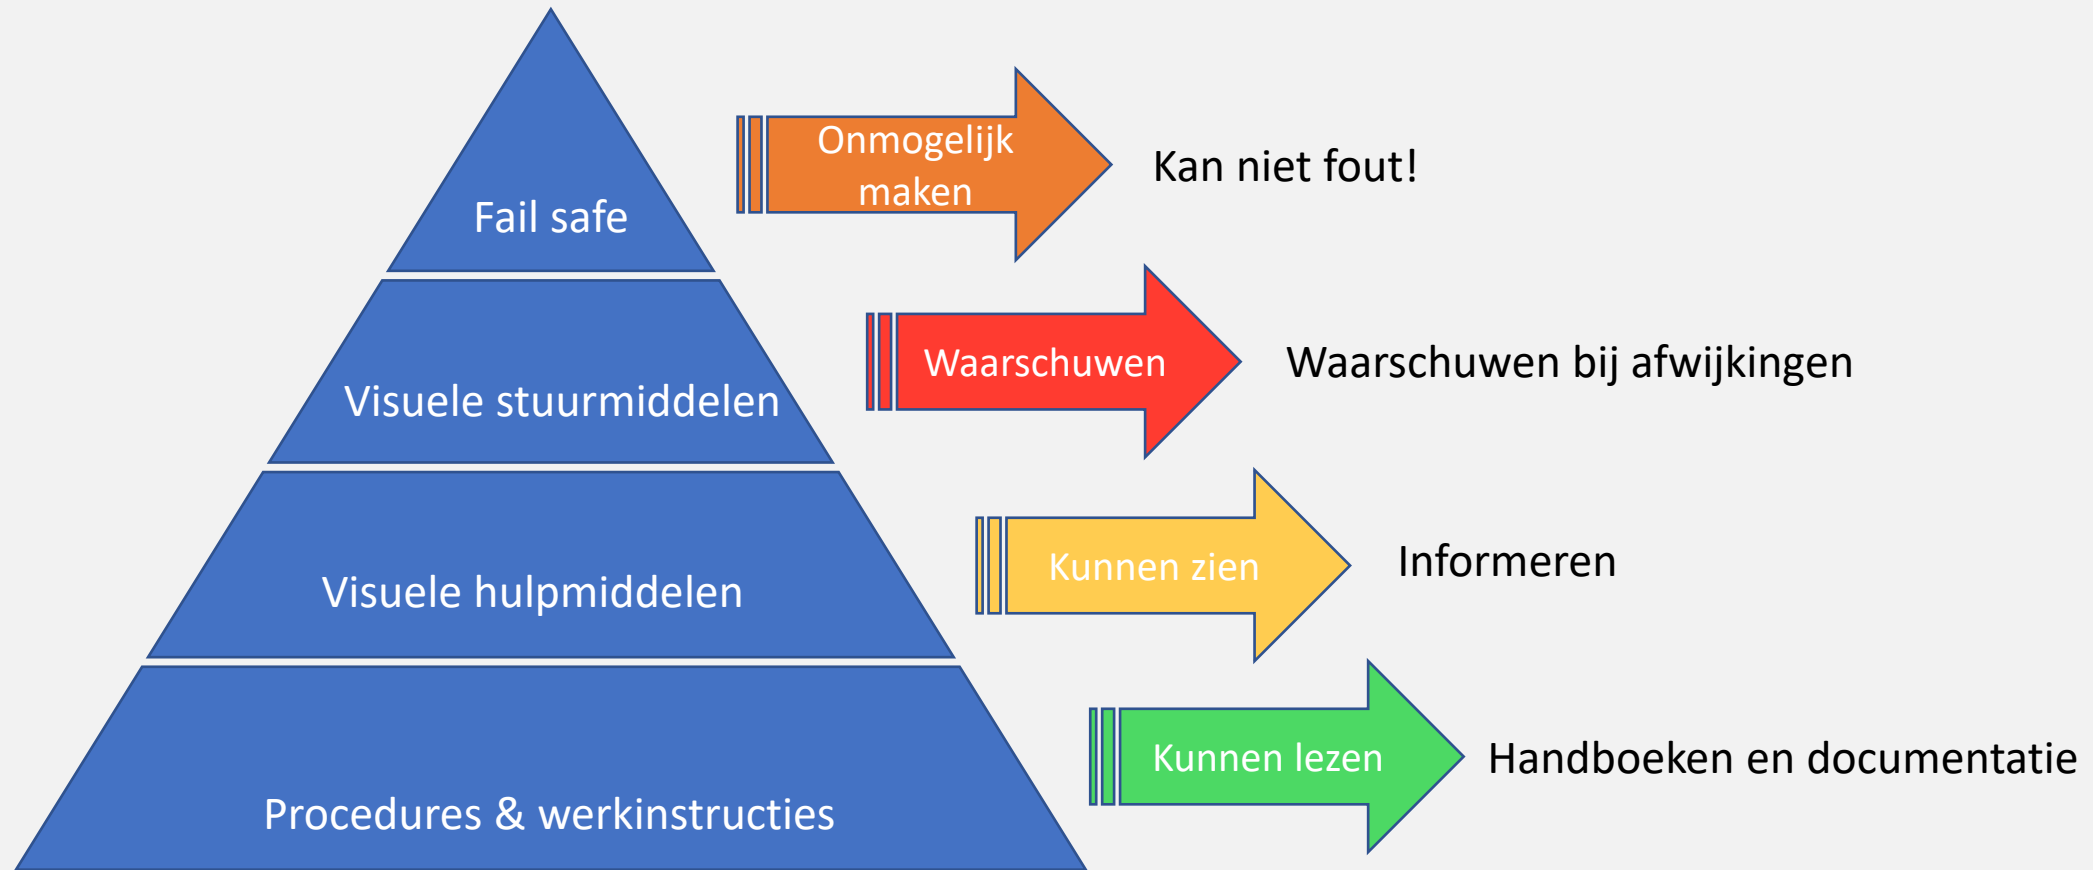 Fail safe
Onmogelijk
maken
Kan niet fout!
Visuele stuurmiddelen
Waarschuwen
Waarschuwen bij afwijkingen
Visuele hulpmiddelen
Kunnen zien
Informeren
Procedures & werkinstructies
Kunnen lezen
Handboeken en documentatie